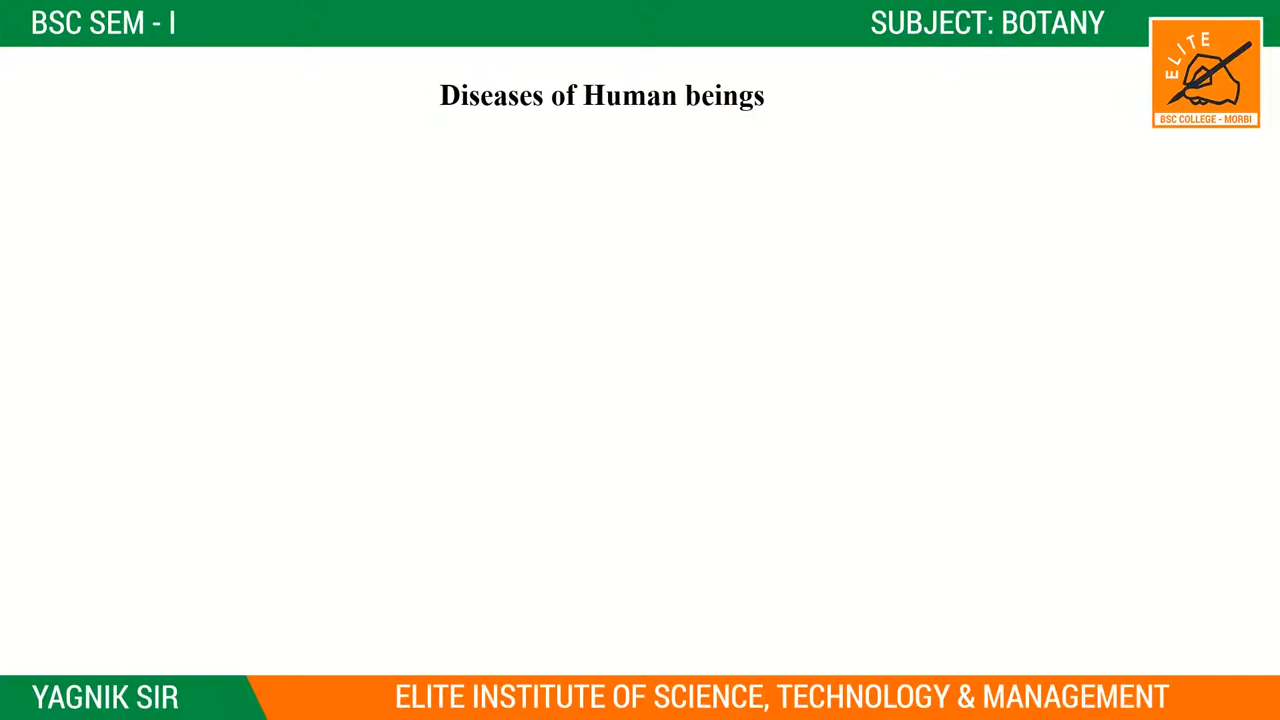 BSC SEM - I
SUBJECT: BOTANY
ELITE
BSC COLLEGE - MORBI
Diseases of Human beings
YAGNIK SIR
ELITE INSTITUTE OF SCIENCE, TECHNOLOGY & MANAGEMENT